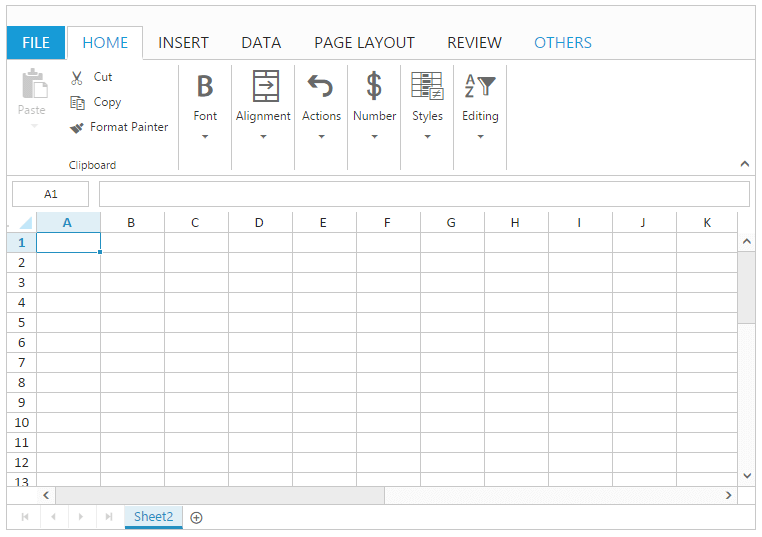 FILE HOME INSERT DATA PAGE LAYOUT REVIEW OTHERS
Paste
Cut
Copy
Format Painter
Clipboard
B
Font
Alignment
Actions
$
Number
Styles
A
Z
Editing
A1
A B C D E F G H I J K
1
2
3
4
5
6
7
8
9
10
11
12
13
Sheet2